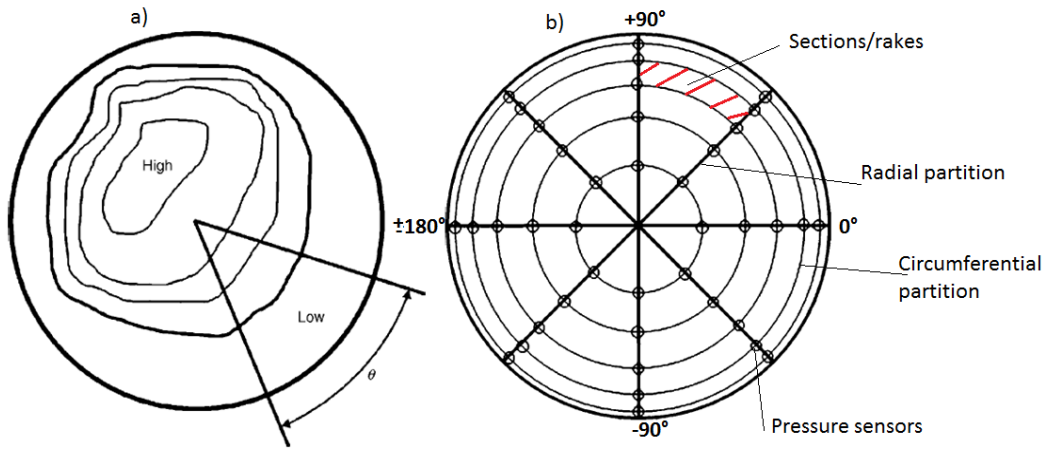 a)
High
Low
θ
b)
+90°
Sections/rakes
Radial partition
±180°
0°
Circumferential
partition
-90°
Pressure sensors